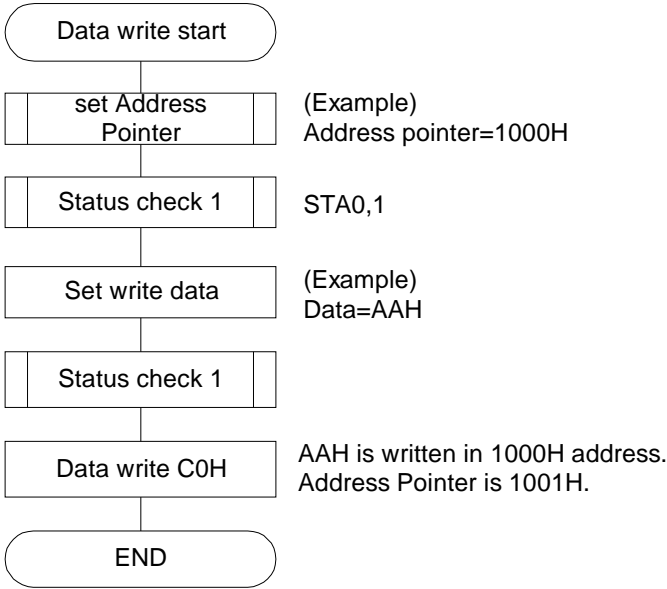 Data write start
set Address
Pointer
(Example)
Address pointer=1000H
Status check 1
STA0,1
Set write data
(Example)
Data=AAH
Status check 1
Data write C0H
AAH is written in 1000H address.
Address Pointer is 1001H.
END